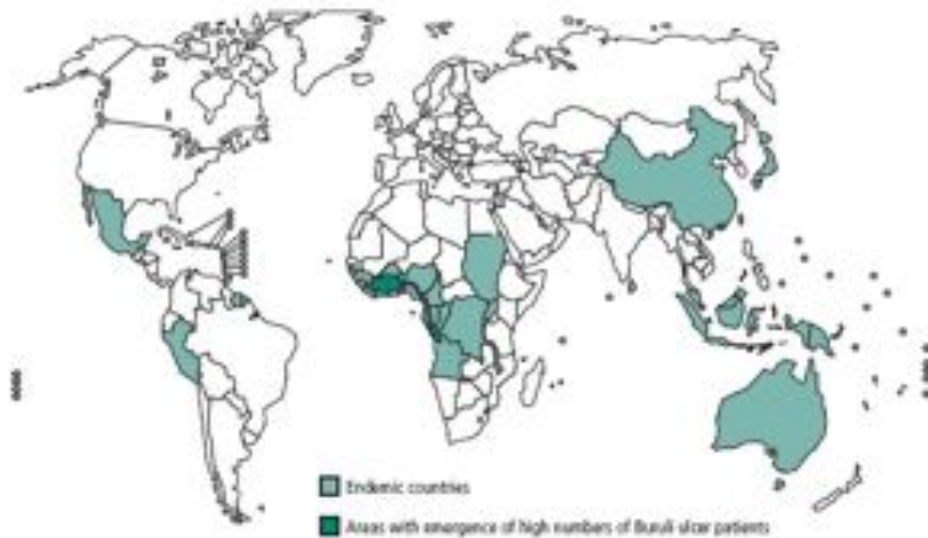 Endemic countries
Areas with emergence of high numbers of Buruli ulcer patients